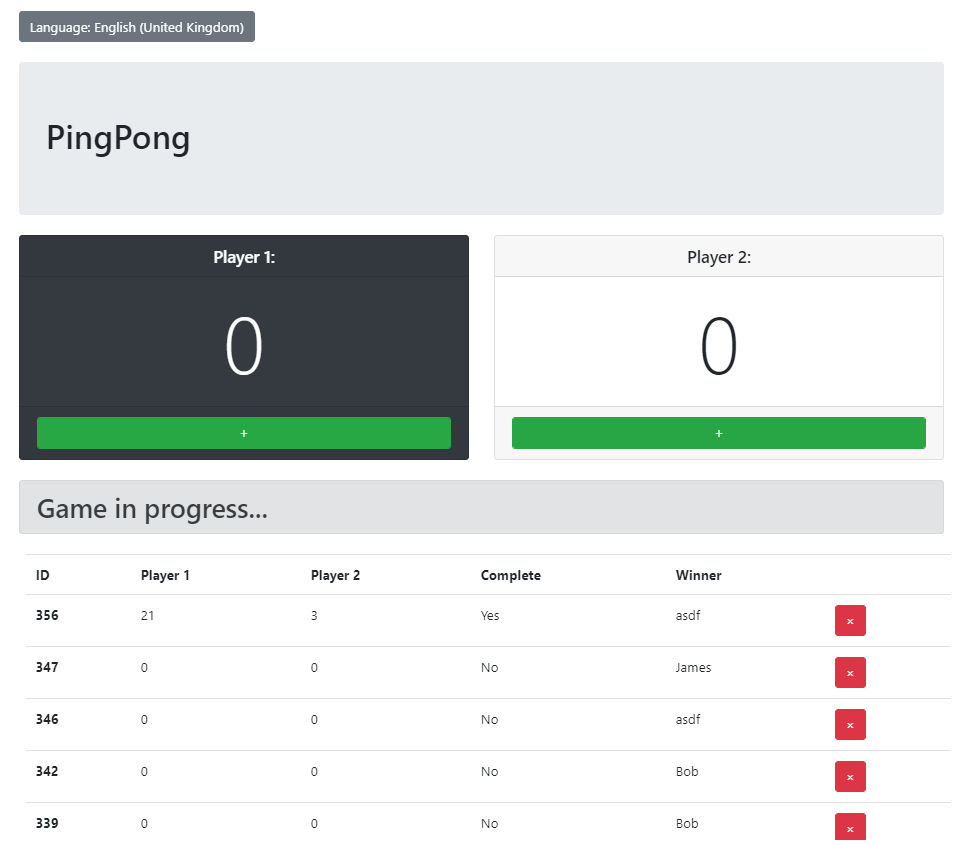 Language: English (United Kingdom)
PingPong
Player 1: Player 2:
0 0
+ +
Game in progress...
ID Player 1 Player 2 Complete Winner
356 21 3 Yes asdf ×
347 0 0 No James ×
346 0 0 No asdf ×
342 0 0 No Bob ×
339 0 0 No Bob ×